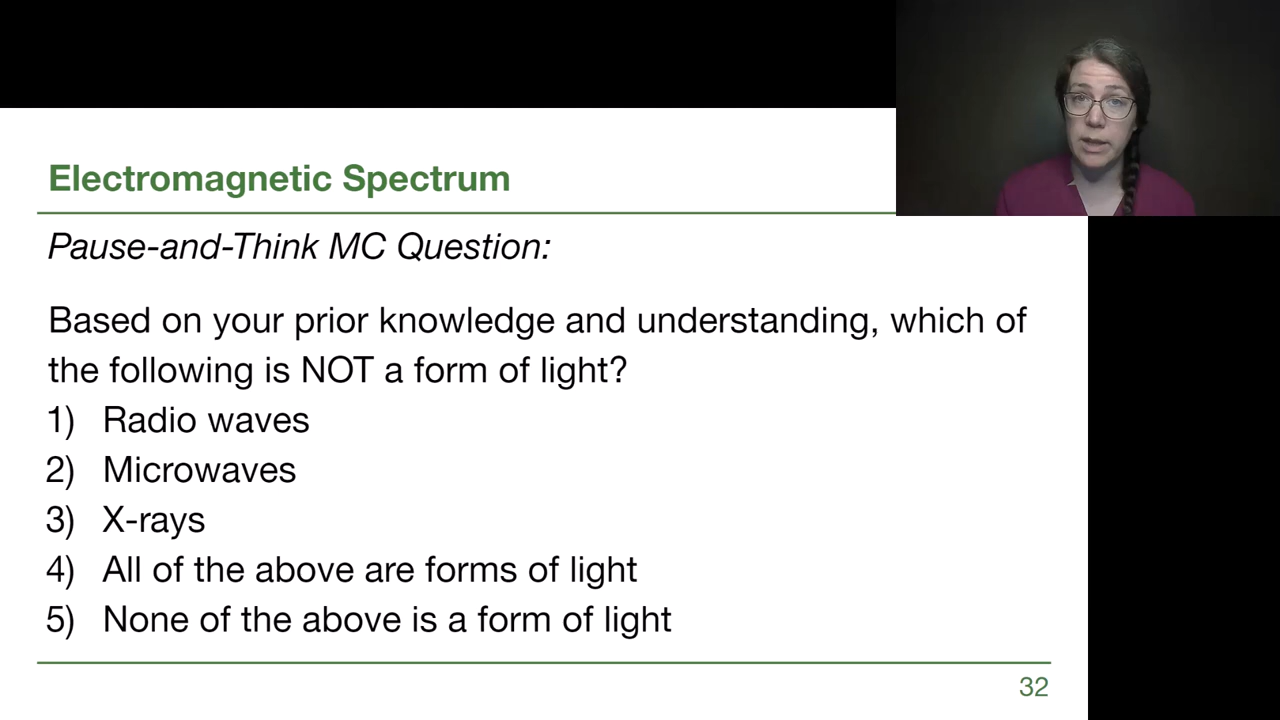 Electromagnetic Spectrum
Pause-and-Think MC Question:
Based on your prior knowledge and understanding, which of
the following is NOT a form of light?
1) Radio waves
2) Microwaves
3) X-rays
4) All of the above are forms of light
5) None of the above is a form of light
32